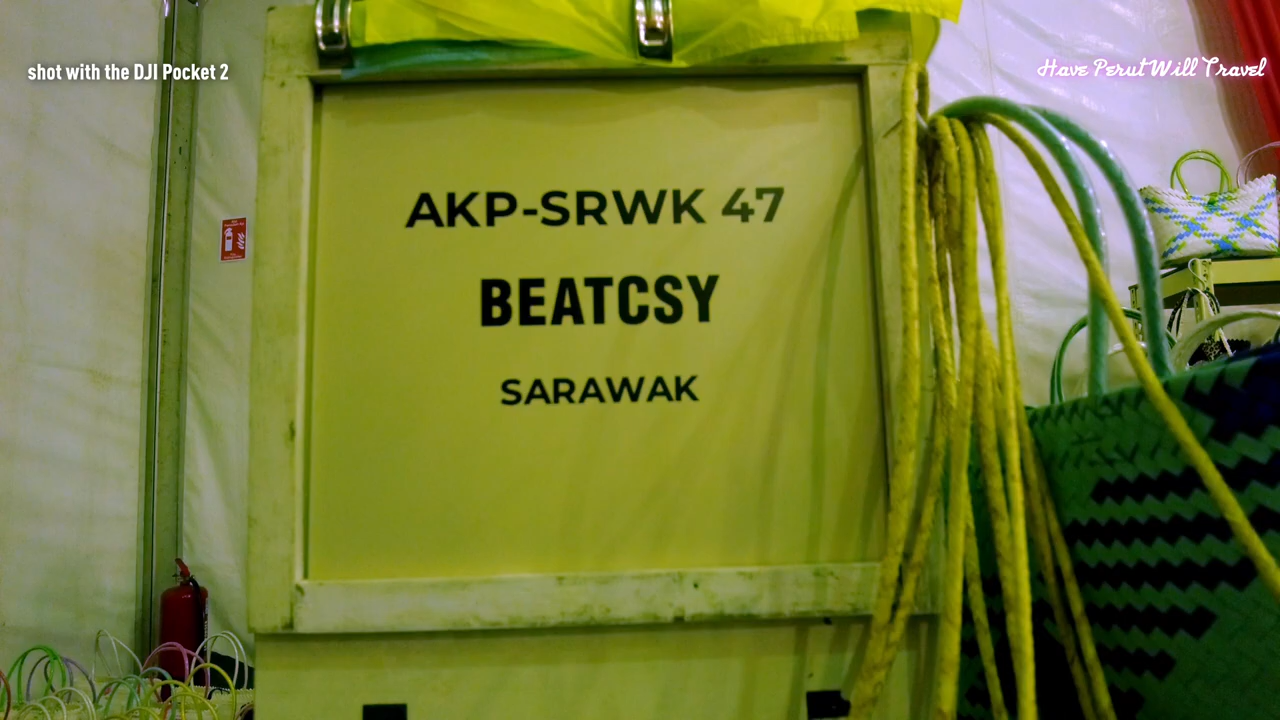 shot with the DJI Pocket 2
Have Perut Will Travel
AKP-SRWK 47
BEATCSY
SARAWAK